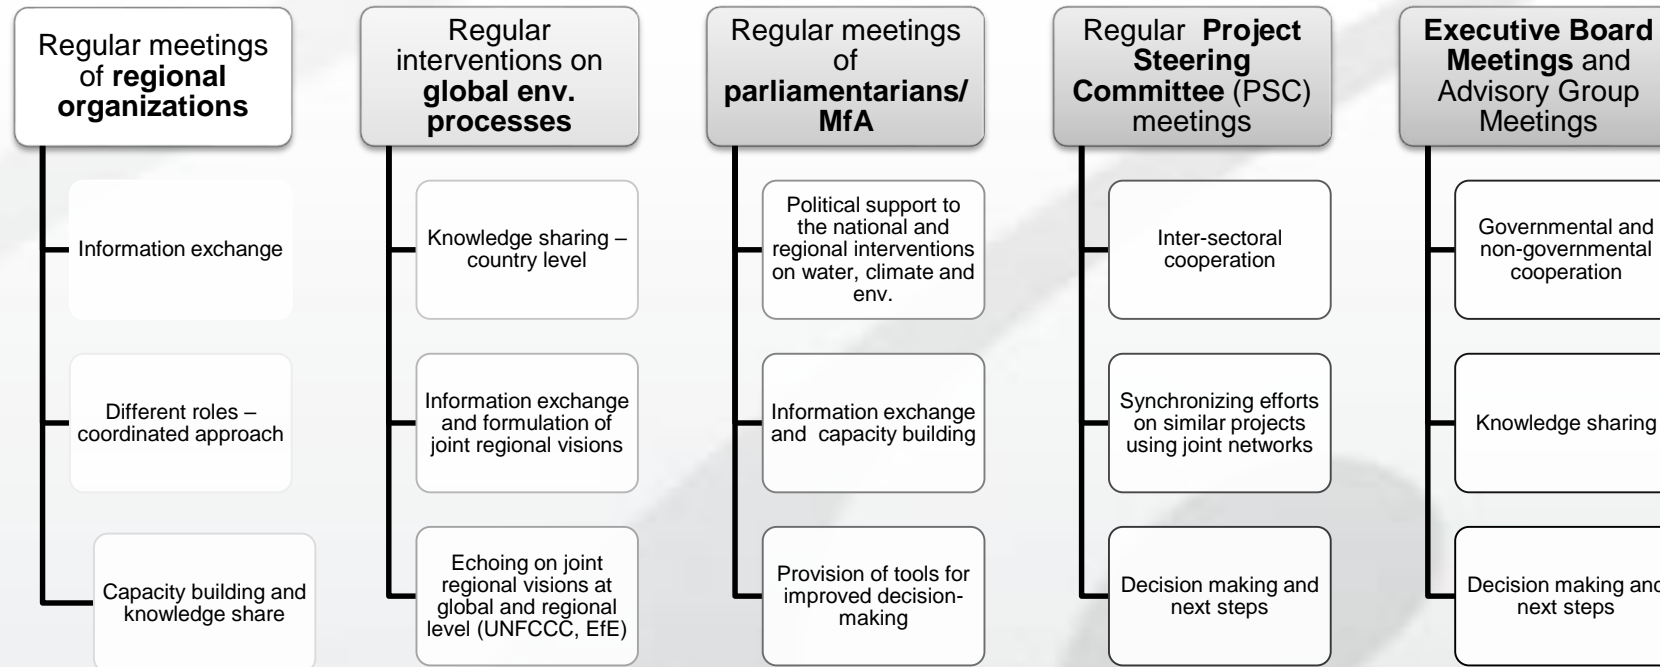 Regular meetings
of regional
organizations
Information exchange
Different roles –
coordinated approach
Capacity building and
knowledge share
Regular
interventions on
global env.
processes
Knowledge sharing –
country level
Information exchange
and formulation of
joint regional visions
Echoing on joint
regional visions at
global and regional
level (UNFCCC, EfE)
Regular meetings
of
parliamentarians/
MfA
Political support to
the national and
regional interventions
on water, climate and
env.
Information exchange
and capacity building
Provision of tools for
improved decision-
making
Regular Project
Steering
Committee (PSC)
meetings
Inter-sectoral
cooperation
Synchronizing efforts
on similar projects
using joint networks
Decision making and
next steps
Executive Board
Meetings and
Advisory Group
Meetings
Governmental and
non-governmental
cooperation
Knowledge sharing
Decision making and
next steps